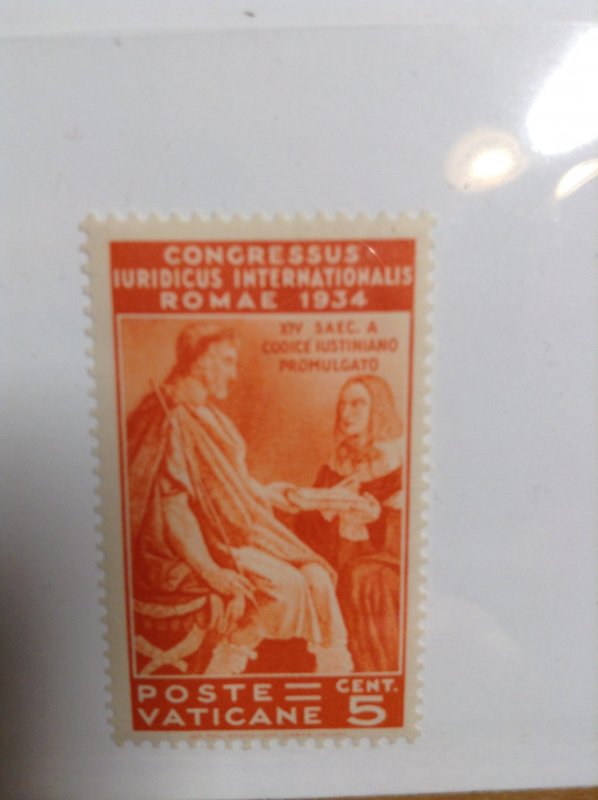 CONGRESSUS
IURIDICUS INTERNATIONALIS
ROMAE 1934
XIV SAEC. A
CODICE IUSTINIANO
PROMULGATO
POSTE = CENT.
VATICANE 5